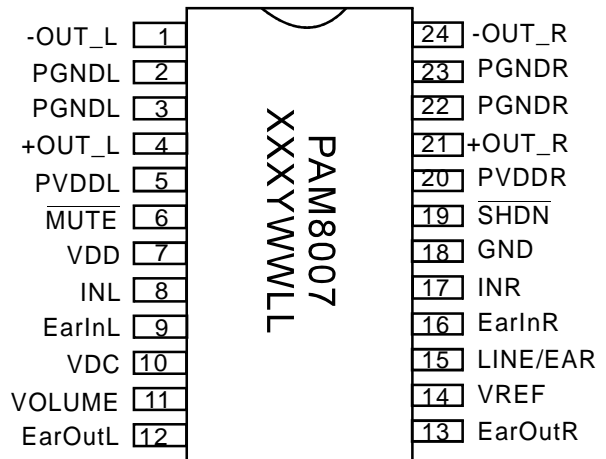 -OUT_L 1 24 -OUT_R
PGNDL 2 23 PGNDR
PGNDL 3 22 PGNDR
+OUT_L 4 21 +OUT_R
PVDDL 5 20 PVDDR
MUTE 6 19 SHDN
VDD 7 18 GND
INL 8 17 INR
EarInL 9 16 EarInR
VDC 10 15 LINE/EAR
VOLUME 11 14 VREF
EarOutL 12 13 EarOutR
PAM8007
XXXYWWLL